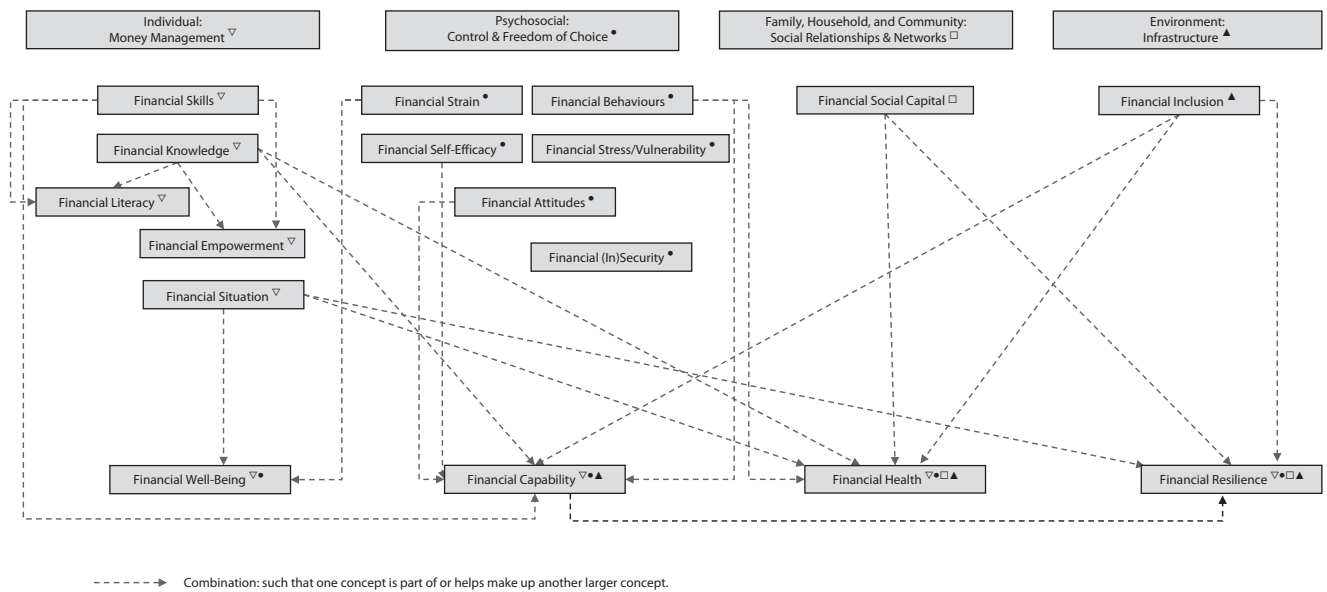 Individual:
Money Management ▽
Psychosocial:
Control & Freedom of Choice ●
Family, Household, and Community:
Social Relationships & Networks □
Environment:
Infrastructure ▲
Financial Skills ▽
Financial Strain ●
Financial Behaviours ●
Financial Social Capital □
Financial Inclusion ▲
Financial Knowledge ▽
Financial Self-Efficacy ●
Financial Stress/Vulnerability ●
Financial Literacy ▽
Financial Attitudes ●
Financial Empowerment ▽
Financial (In)Security ●
Financial Situation ▽
Financial Well-Being ▽●
Financial Capability ▽●▲
Financial Health ▽●□▲
Financial Resilience ▽●□▲
Combination: such that one concept is part of or helps make up another larger concept.